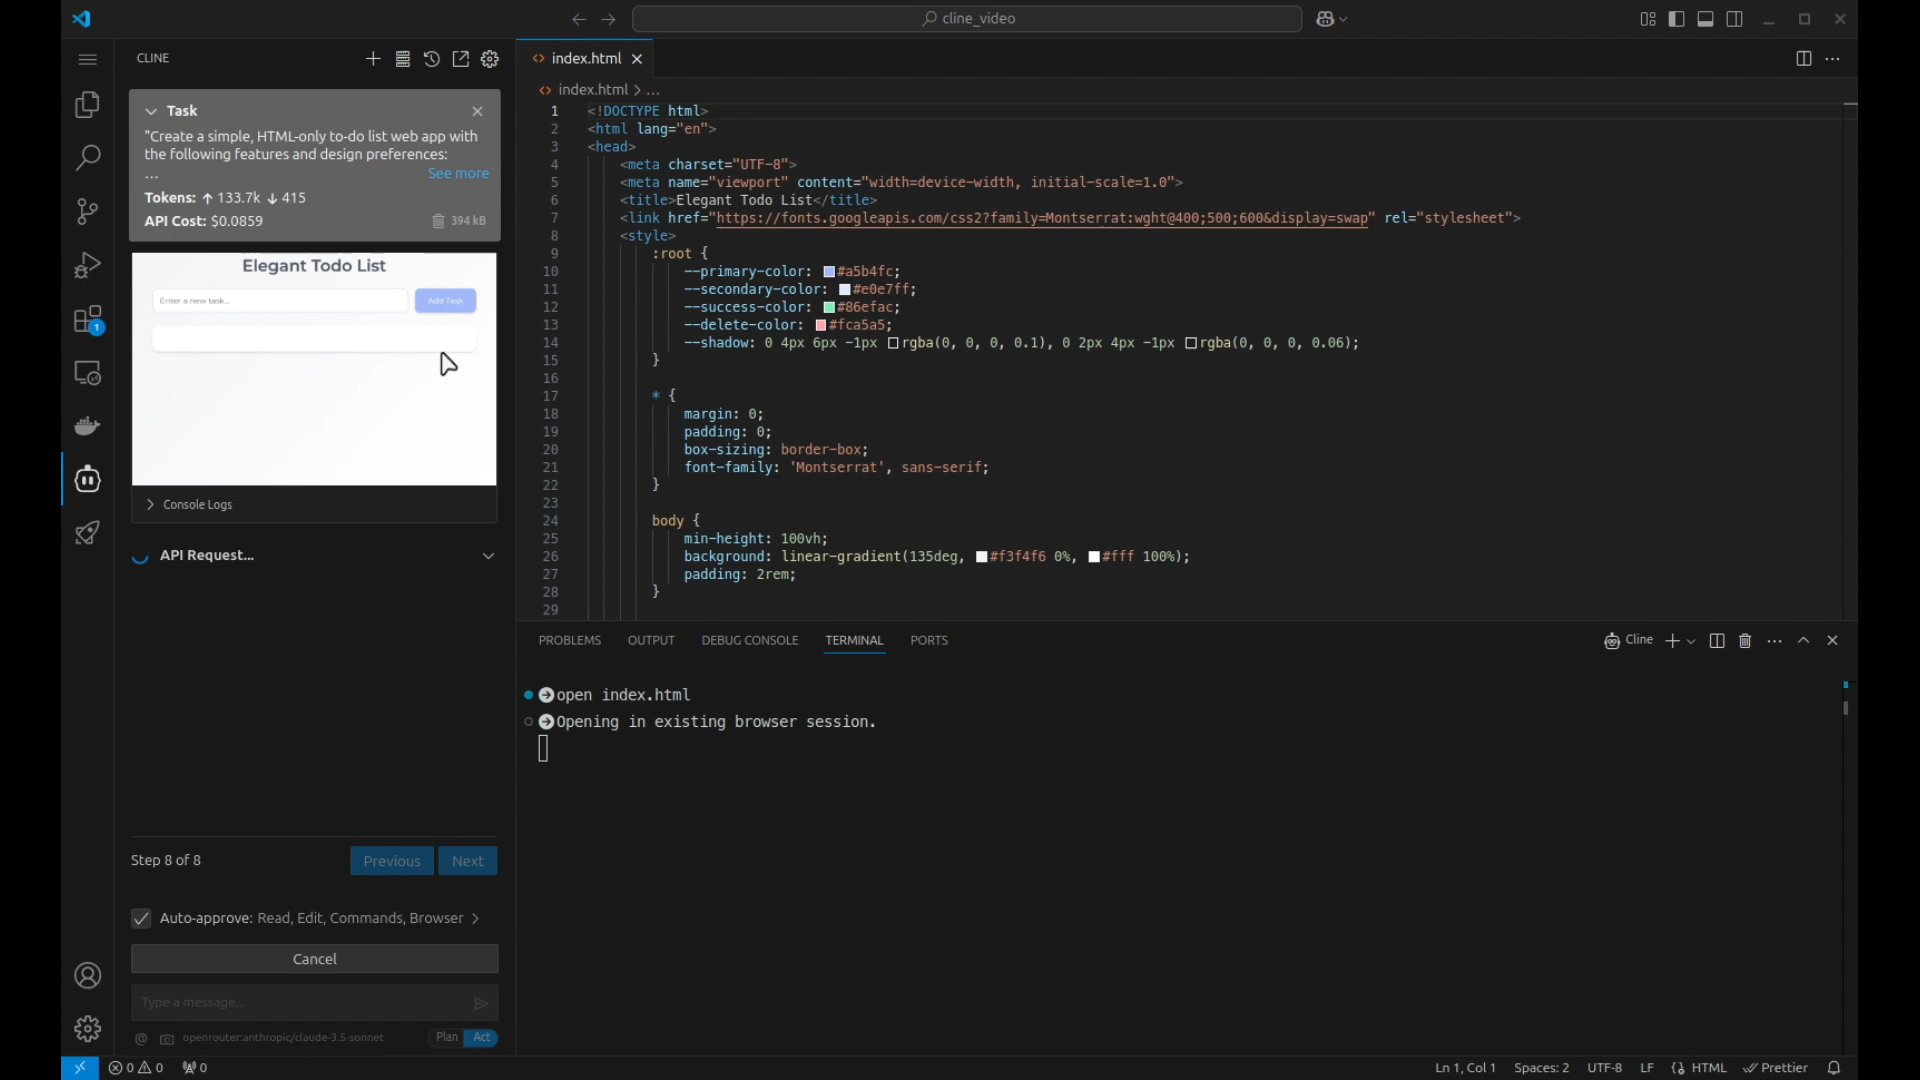 cline_video
CLINE
Task
"Create a simple, HTML-only to-do list web app with
the following features and design preferences:
...
See more
Tokens: ↑ 133.7k ↓ 415
API Cost: $0.0859
394 kB
Elegant Todo List
Enter a new task...
Add Task
Console Logs
API Request...
Step 8 of 8
Previous
Next
Auto-approve: Read, Edit, Commands, Browser
Cancel
Type a message...
@
openrouter:anthropic/claude-3.5-sonnet
Plan
Act
1
index.html
index.html > ...
1 <!DOCTYPE html>
2 <html lang="en">
3 <head>
4 <meta charset="UTF-8">
5 <meta name="viewport" content="width=device-width, initial-scale=1.0">
6 <title>Elegant Todo List</title>
7 <link href="https://fonts.googleapis.com/css2?family=Montserrat:wght@400;500;600&display=swap" rel="stylesheet">
8 <style>
9 :root {
10 --primary-color: #a5b4fc;
11 --secondary-color: #e0e7ff;
12 --success-color: #86efac;
13 --delete-color: #fca5a5;
14 --shadow: 0 4px 6px -1px rgba(0, 0, 0, 0.1), 0 2px 4px -1px rgba(0, 0, 0, 0.06);
15 }
16
17 * {
18 margin: 0;
19 padding: 0;
20 box-sizing: border-box;
21 font-family: 'Montserrat', sans-serif;
22 }
23
24 body {
25 min-height: 100vh;
26 background: linear-gradient(135deg, #f3f4f6 0%, #fff 100%);
27 padding: 2rem;
28 }
29
PROBLEMS OUTPUT DEBUG CONSOLE TERMINAL PORTS
Cline
open index.html
Opening in existing browser session.
0 0 0
Ln 1, Col 1 Spaces: 2 UTF-8 LF {} HTML Prettier